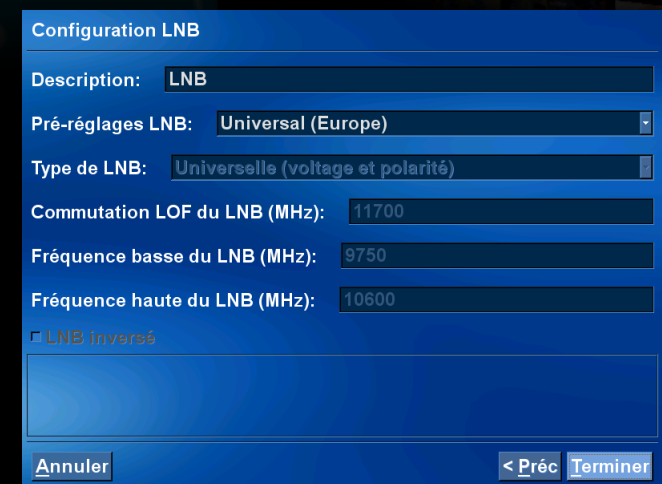 Configuration LNB
Description: LNB
Pré-réglages LNB: Universal (Europe)
Type de LNB: Universelle (voltage et polarité)
Commutation LOF du LNB (MHz): 11700
Fréquence basse du LNB (MHz): 9750
Fréquence haute du LNB (MHz): 10600
LNB inversé
Annuler < Préc Terminer